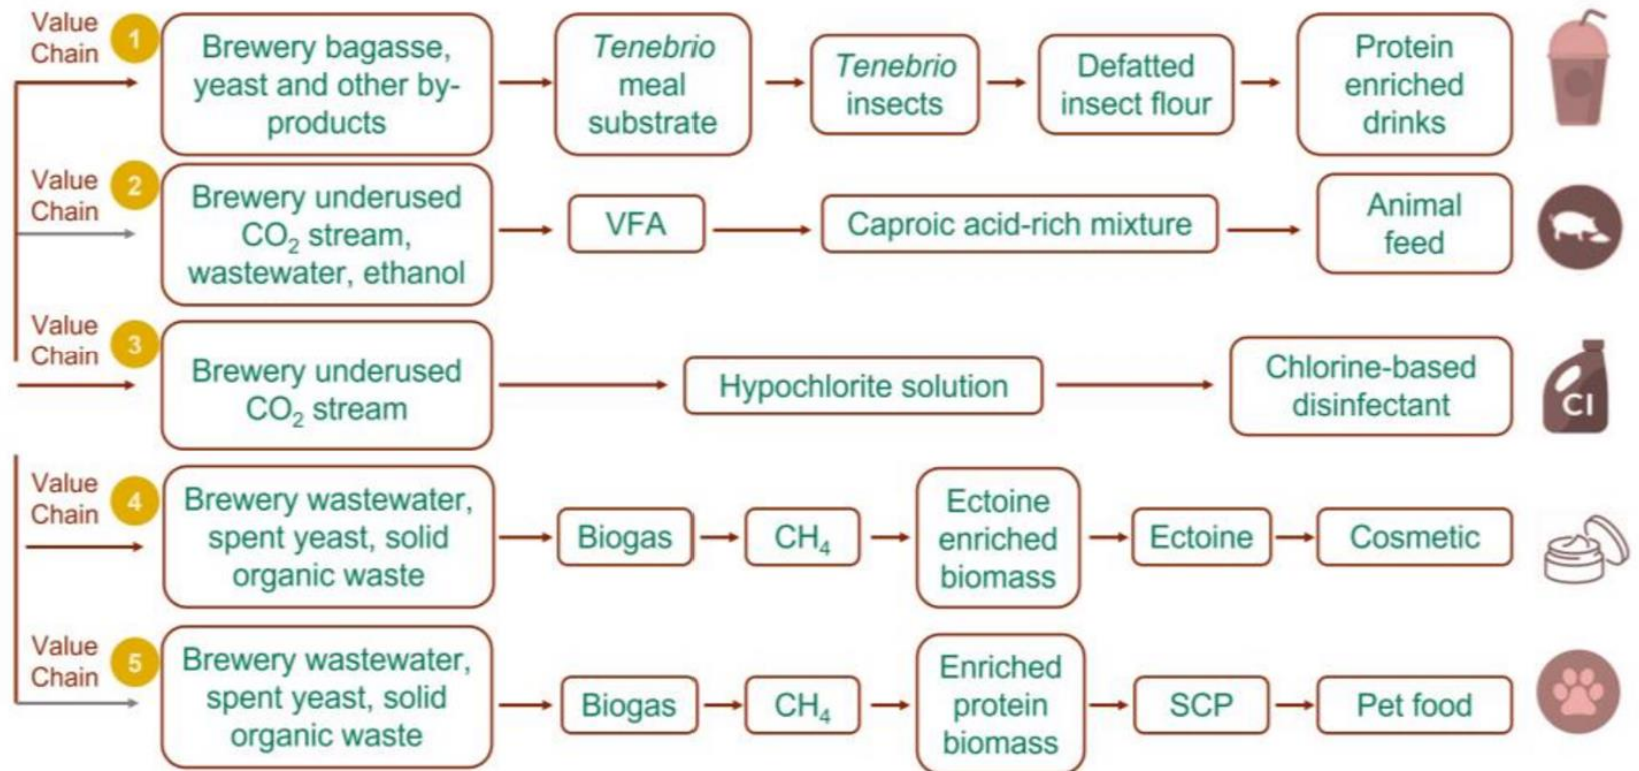 Value
Chain
1
Brewery bagasse,
yeast and other by-
products
Tenebrio
meal
substrate
Tenebrio
insects
Defatted
insect flour
Protein
enriched
drinks
Value
Chain
2
Brewery underused
CO₂ stream,
wastewater, ethanol
VFA
Caproic acid-rich mixture
Animal
feed
Value
Chain
3
Brewery underused
CO₂ stream
Hypochlorite solution
Chlorine-based
disinfectant
Cl
Value
Chain
4
Brewery wastewater,
spent yeast, solid
organic waste
Biogas
CH₄
Ectoine
enriched
biomass
Ectoine
Cosmetic
Value
Chain
5
Brewery wastewater,
spent yeast, solid
organic waste
Biogas
CH₄
Enriched
protein
biomass
SCP
Pet food